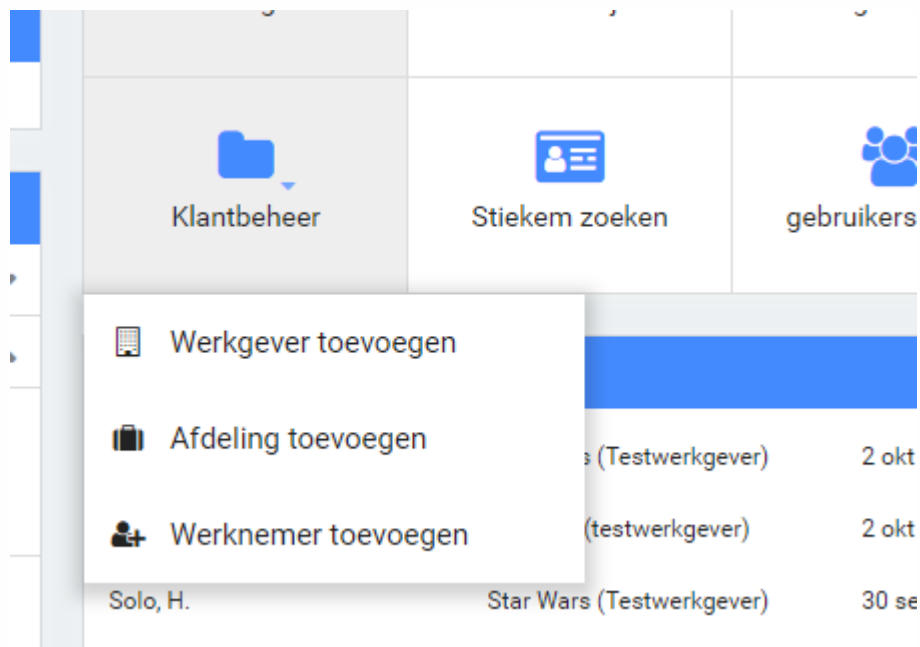 Klantbeheer
Stiekem zoeken
gebruikers
Werkgever toevoegen
Afdeling toevoegen
(Testwerkgever)
2 okt
Werknemer toevoegen
(testwerkgever)
2 okt
Solo, H.
Star Wars (Testwerkgever)
30 se